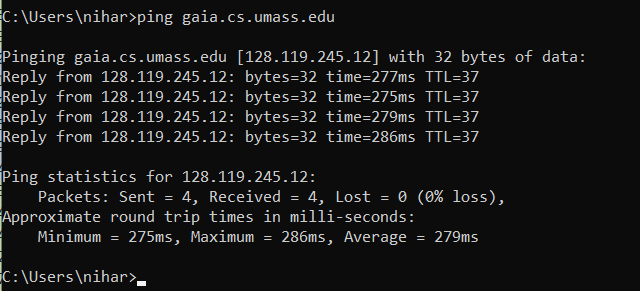 C:\Users\nihar>ping gaia.cs.umass.edu
Pinging gaia.cs.umass.edu [128.119.245.12] with 32 bytes of data:
Reply from 128.119.245.12: bytes=32 time=277ms TTL=37
Reply from 128.119.245.12: bytes=32 time=275ms TTL=37
Reply from 128.119.245.12: bytes=32 time=279ms TTL=37
Reply from 128.119.245.12: bytes=32 time=286ms TTL=37
Ping statistics for 128.119.245.12:
    Packets: Sent = 4, Received = 4, Lost = 0 (0% loss),
Approximate round trip times in milli-seconds:
    Minimum = 275ms, Maximum = 286ms, Average = 279ms
C:\Users\nihar>